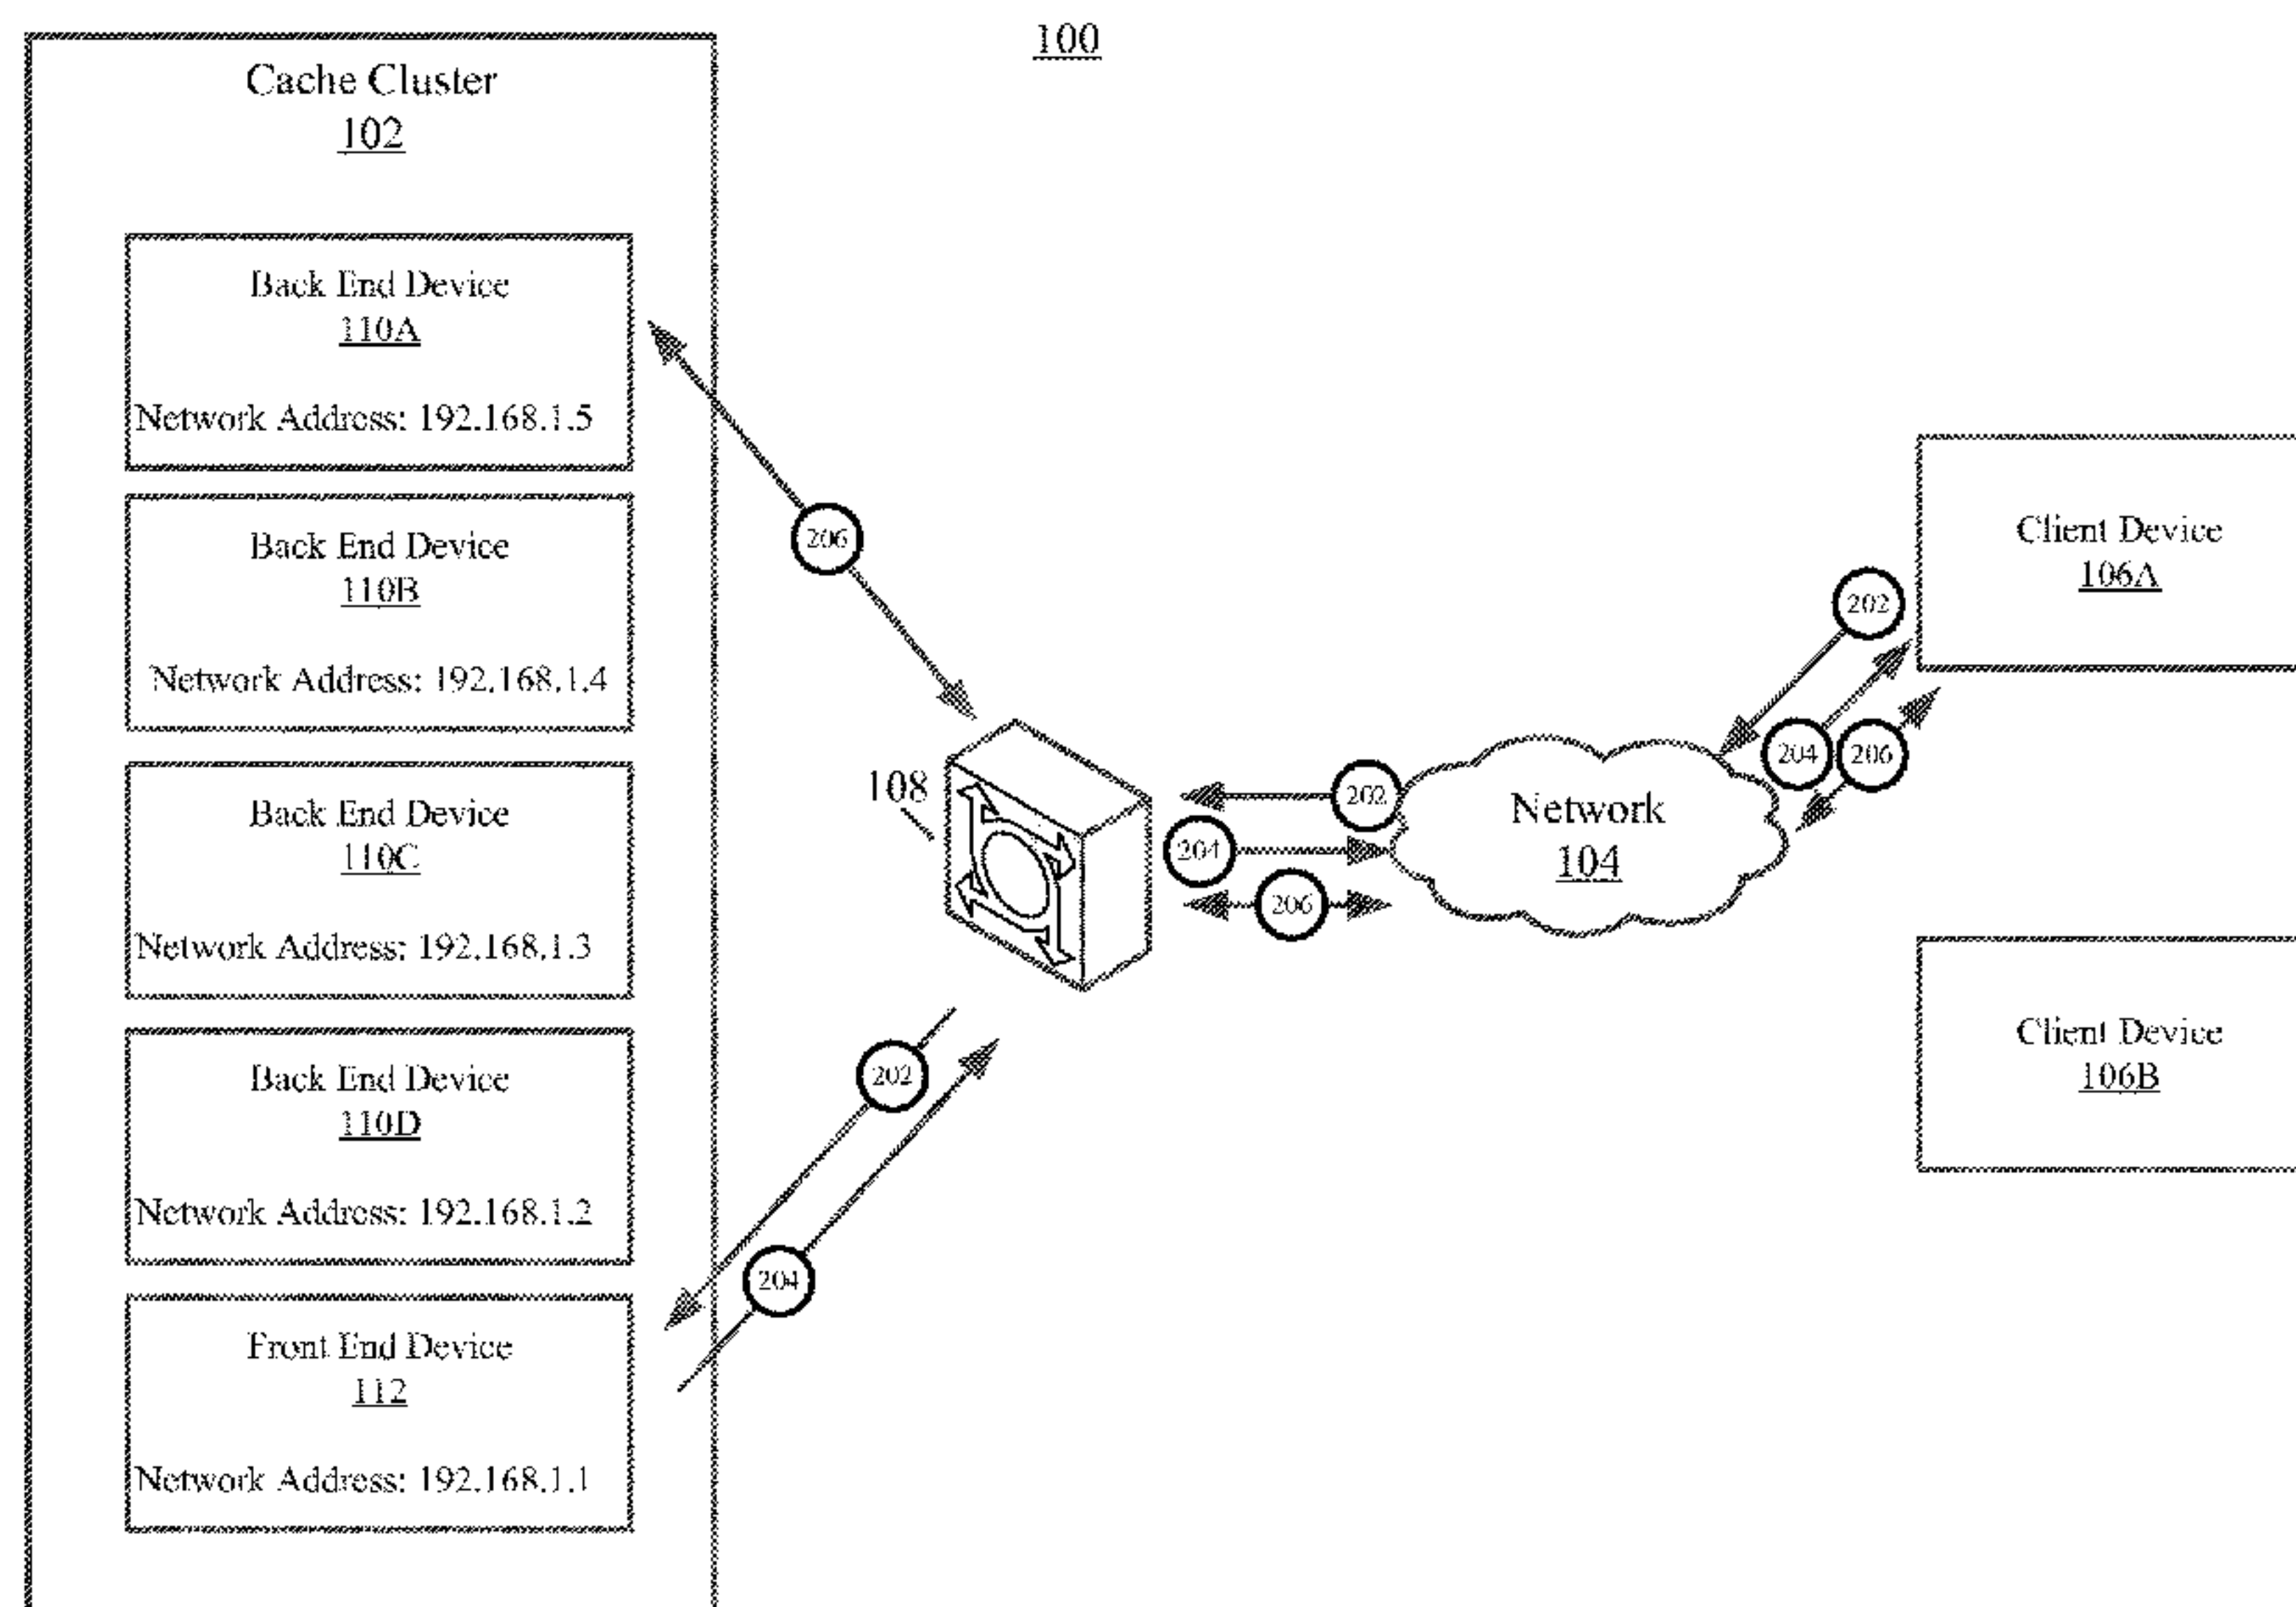 100
Cache Cluster
102
Back End Device
110A
Network Address: 192.168.1.5
Back End Device
110B
Network Address: 192.168.1.4
Back End Device
110C
Network Address: 192.168.1.3
Back End Device
110D
Network Address: 192.168.1.2
Front End Device
112
Network Address: 192.168.1.1
206
108
202
204
202
204
206
Network
104
202
204
206
Client Device
106A
Client Device
106B